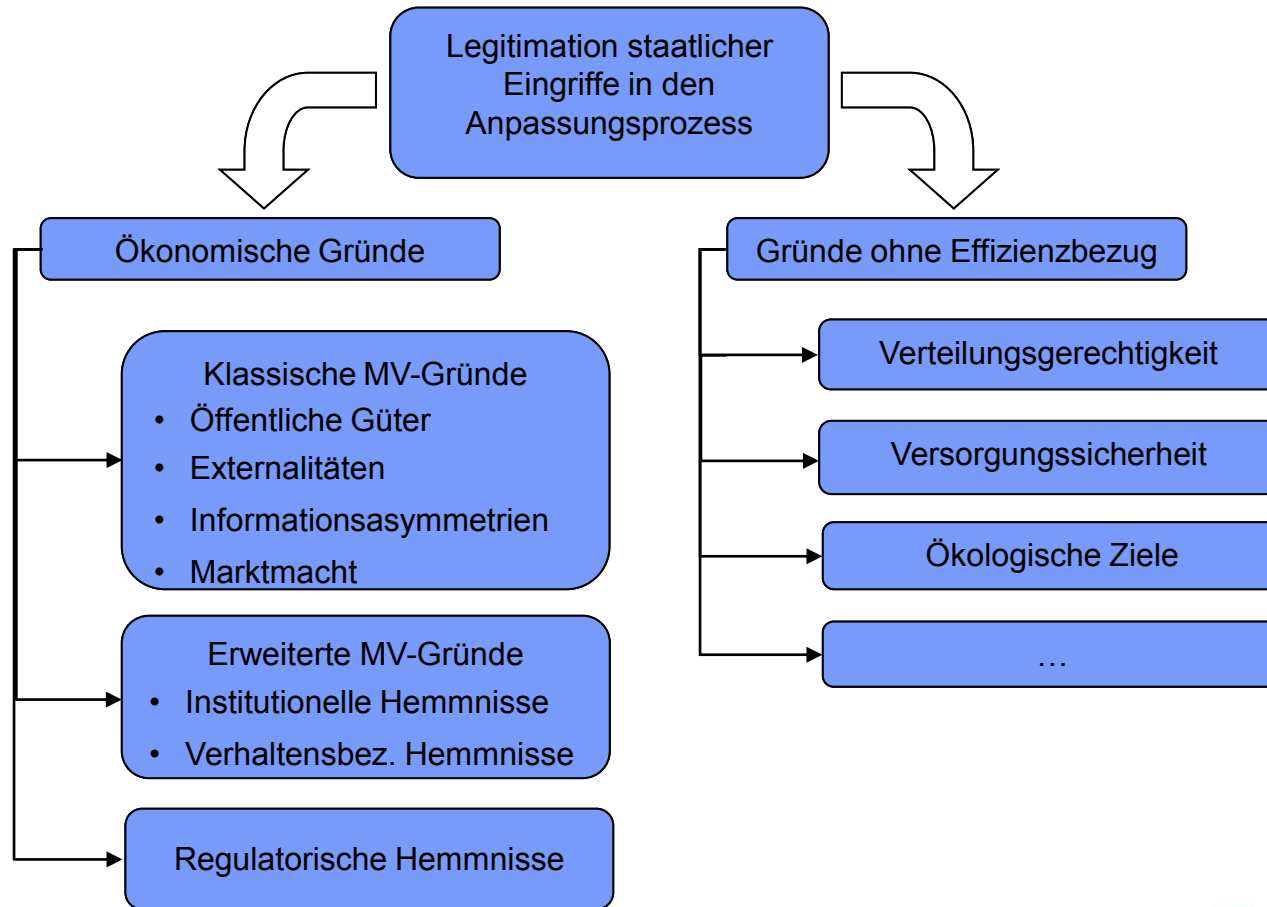 Legitimation staatlicher
Eingriffe in den
Anpassungsprozess
Ökonomische Gründe
Klassische MV-Gründe
• Öffentliche Güter
• Externalitäten
• Informationsasymmetrien
• Marktmacht
Erweiterte MV-Gründe
• Institutionelle Hemmnisse
• Verhaltensbez. Hemmnisse
Regulatorische Hemmnisse
Gründe ohne Effizienzbezug
Verteilungsgerechtigkeit
Versorgungssicherheit
Ökologische Ziele
…